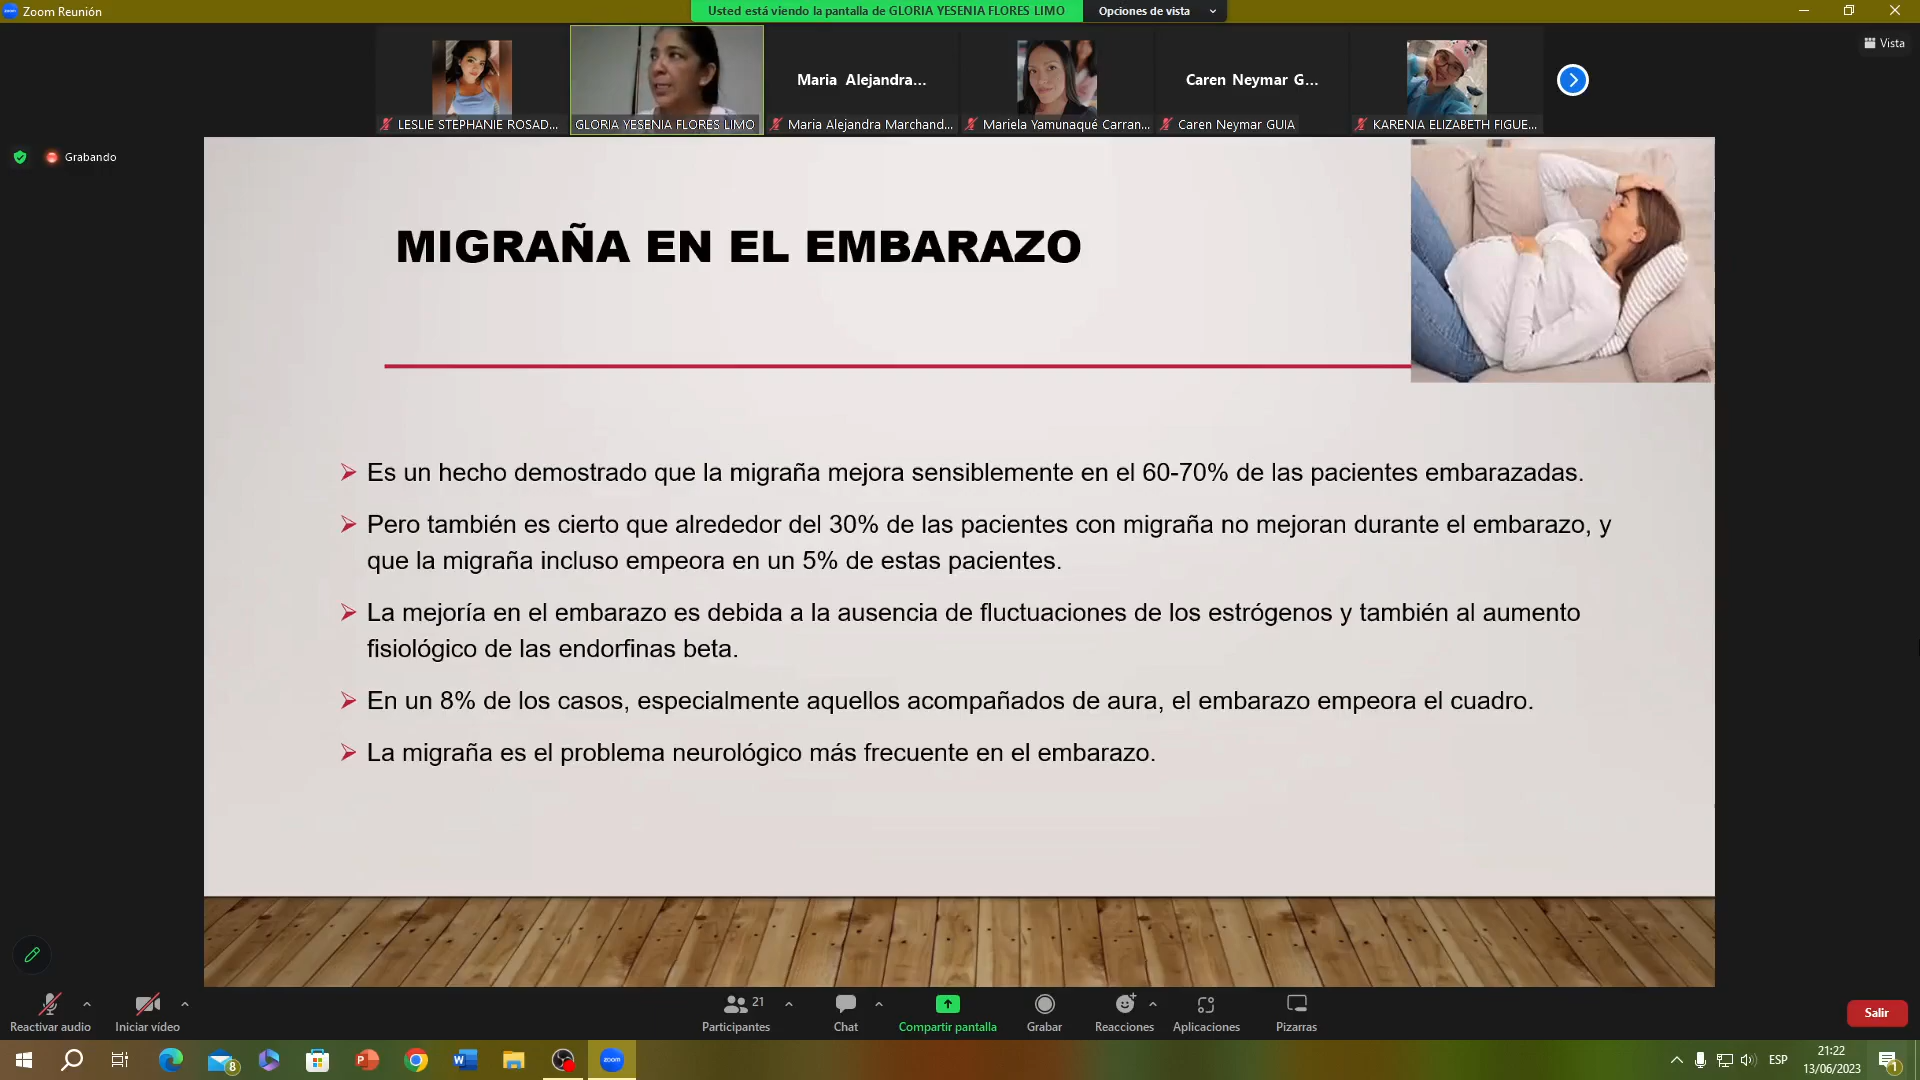 Zoom Reunión
Usted está viendo la pantalla de GLORIA YESENIA FLORES LIMO
Opciones de vista
Vista
Maria Alejandra...
Caren Neymar G...
LESLIE STEPHANIE ROSAD...
GLORIA YESENIA FLORES LIMO
Maria Alejandra Marchand...
Mariela Yamunaqué Carran...
Caren Neymar GUIA
KARENIA ELIZABETH FIGUE...
Grabando
MIGRAÑA EN EL EMBARAZO
Es un hecho demostrado que la migraña mejora sensiblemente en el 60-70% de las pacientes embarazadas.
Pero también es cierto que alrededor del 30% de las pacientes con migraña no mejoran durante el embarazo, y
que la migraña incluso empeora en un 5% de estas pacientes.
La mejoría en el embarazo es debida a la ausencia de fluctuaciones de los estrógenos y también al aumento
fisiológico de las endorfinas beta.
En un 8% de los casos, especialmente aquellos acompañados de aura, el embarazo empeora el cuadro.
La migraña es el problema neurológico más frecuente en el embarazo.
21
Reactivar audio
Iniciar vídeo
Participantes
Chat
Compartir pantalla
Grabar
Reacciones
Aplicaciones
Pizarras
Salir
8
zoom
ESP
21:22
13/06/2023
1